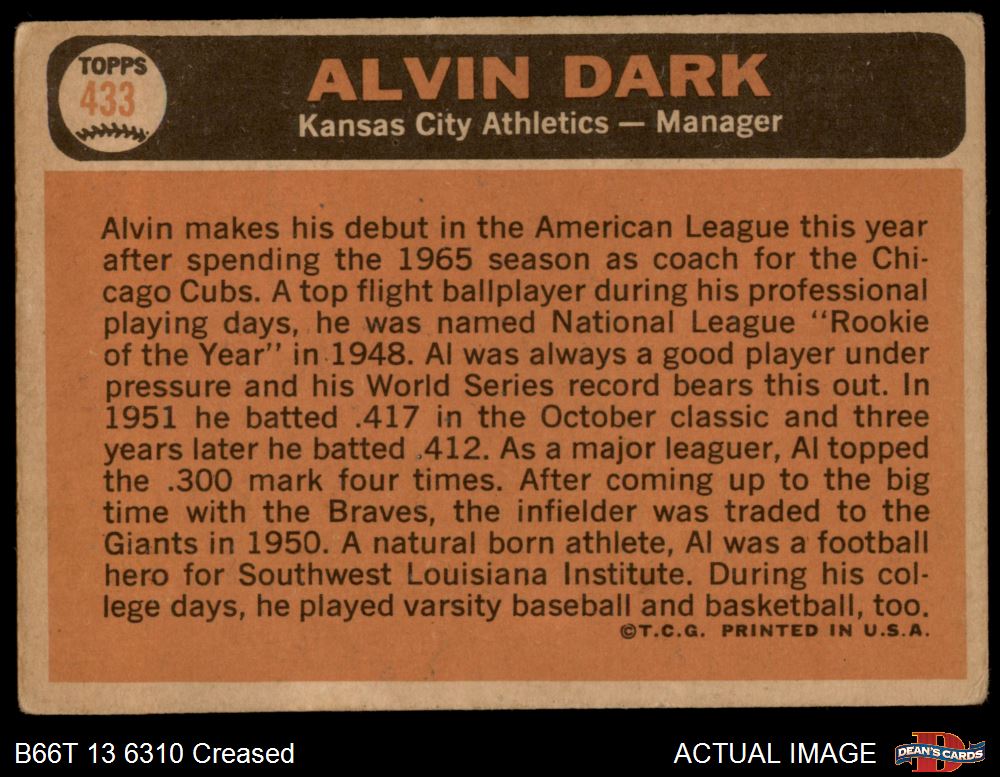 TOPPS
433
ALVIN DARK
Kansas City Athletics — Manager
Alvin makes his debut in the American League this year
after spending the 1965 season as coach for the Chi-
cago Cubs. A top flight ballplayer during his professional
playing days, he was named National League “Rookie
of the Year” in 1948. Al was always a good player under
pressure and his World Series record bears this out. In
1951 he batted .417 in the October classic and three
years later he batted .412. As a major leaguer, Al topped
the .300 mark four times. After coming up to the big
time with the Braves, the infielder was traded to the
Giants in 1950. A natural born athlete, Al was a football
hero for Southwest Louisiana Institute. During his col-
lege days, he played varsity baseball and basketball, too.
©T.C.G. PRINTED IN U.S.A.
B66T 13 6310 Creased
ACTUAL IMAGE
D
DEAN'S CARDS